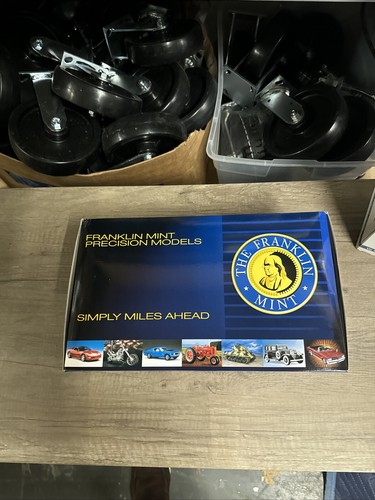 FRANKLIN MINT
PRECISION MODELS
THE FRANKLIN
MINT
SIMPLY MILES AHEAD